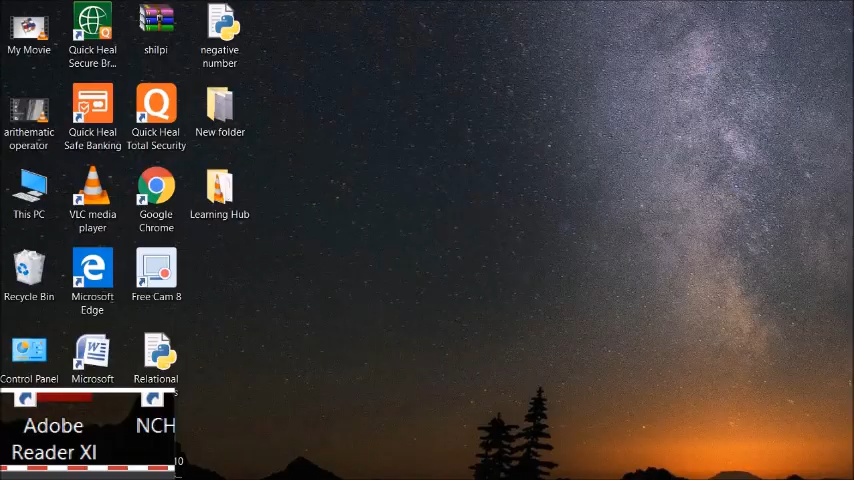 My Movie
Quick Heal
Secure Br...
shilpi
negative
number
arithematic
operator
Quick Heal
Safe Banking
Quick Heal
Total Security
New folder
This PC
VLC media
player
Google
Chrome
Learning Hub
Recycle Bin
Microsoft
Edge
Free Cam 8
Control Panel
Microsoft
Relational
Adobe
Reader XI
NCH
10